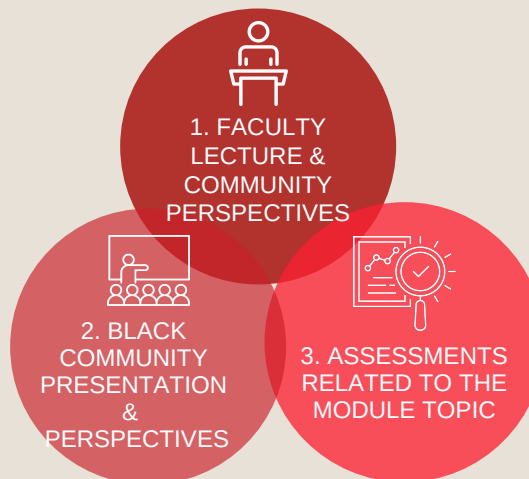 1. FACULTY
LECTURE &
COMMUNITY
PERSPECTIVES
2. BLACK
COMMUNITY
PRESENTATION
&
PERSPECTIVES
3. ASSESSMENTS
RELATED TO THE
MODULE TOPIC